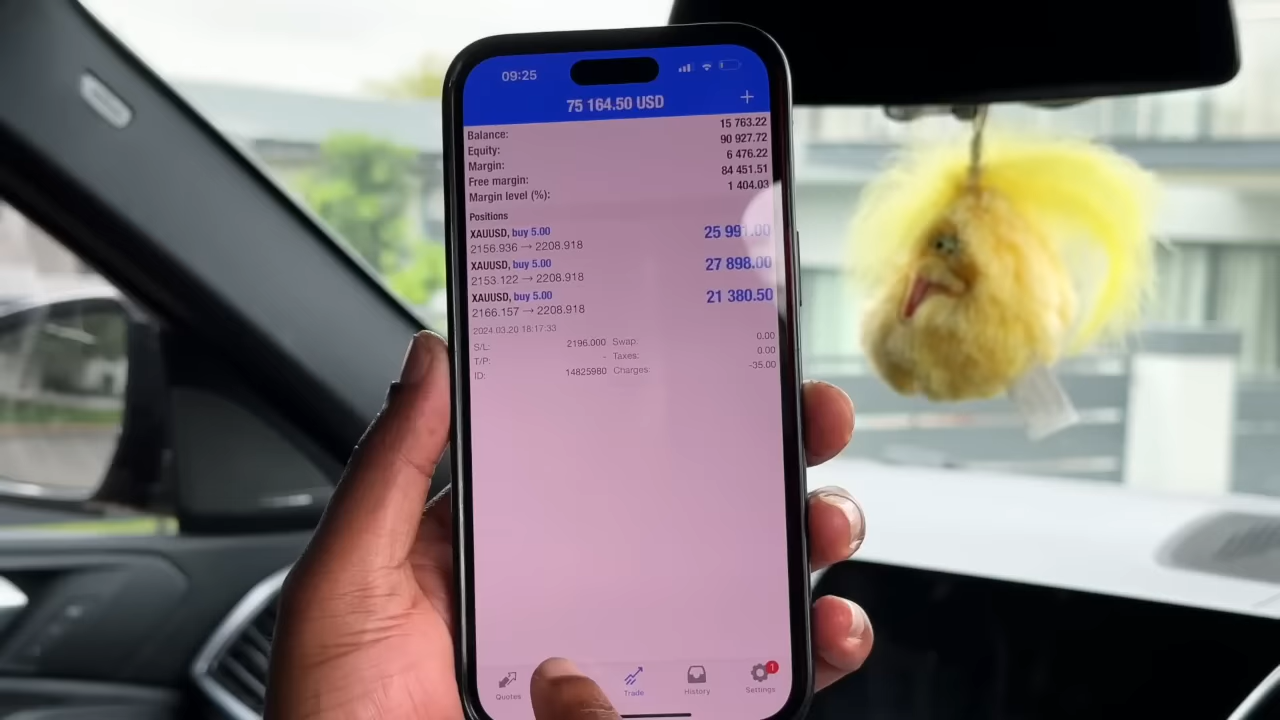 09:25
75 164.50 USD +
Balance: 15 763.22
Equity: 90 927.72
Margin: 6 476.22
Free margin: 84 451.51
Margin level (%): 1 404.03
Positions
XAUUSD, buy 5.00 25 991.00
2156.936 → 2208.918
XAUUSD, buy 5.00 27 898.00
2153.122 → 2208.918
XAUUSD, buy 5.00 21 380.50
2166.157 → 2208.918
2024.03.20 18:17:33
S/L: 2196.000 Swap: 0.00
T/P: - Taxes: 0.00
ID: 14825980 Charges: -35.00
Quotes Trade History Settings
1